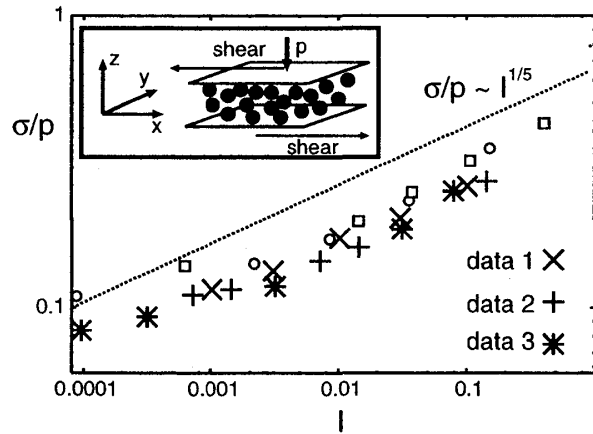 1
shear
p
z
y
x
shear
σ/p ~ I^{1/5}
σ/p
data 1
data 2
data 3
0.1
0.0001
0.001
0.01
0.1
I